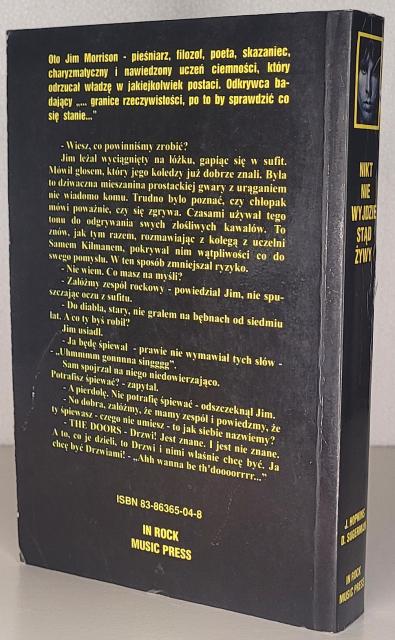 Oto Jim Morrison - pieśniarz, filozof, poeta, skazaniec,
charyzmatyczny i nawiedzony uczeń ciemności, który
odrzucał władzę w jakiejkolwiek postaci. Odkrywca ba-
dający „... granice rzeczywistości, po to by sprawdzić co
się stanie..."
- Wiesz, co powinniśmy zrobić?
Jim leżał wyciągnięty na łóżku, gapiąc się w sufit.
Mówił głosem, który jego koledzy już dobrze znali. Była
to dziwaczna mieszanina prostackiej gwary z urąganiem
nie wiadomo komu. Trudno było poznać, czy chłopak
mówi poważnie, czy się zgrywa. Czasami używał tego
tonu do odgrywania swych złośliwych kawałów. To
znów, jak tym razem, rozmawiając z kolegą z uczelni
Samem Kilmanem, pokrywał nim wątpliwości co do
swego pomysłu. W ten sposób zmniejszał ryzyko.
- Nie wiem. Co masz na myśli?
- Załóżmy zespół rockowy - powiedział Jim, nie spu-
szczając oczu z sufitu.
- Do diabła, stary, nie grałem na bębnach od siedmiu
lat. A co ty byś robił?
Jim usiadł.
- Ja będę śpiewał - prawie nie wymawiał tych słów -
- „Uhmmmm gonnnna singggg".
Sam spojrzał na niego niedowierzająco.
Potrafisz śpiewać? - zapytał.
- A pierdolę. Nie potrafię śpiewać - odszczeknął Jim.
- No dobra, załóżmy, że mamy zespół i powiedzmy, że
ty śpiewasz - czego nie umiesz - to jak siebie nazwiemy?
- THE DOORS - Drzwi! Jest znane. I jest nie znane.
A to, co je dzieli, to Drzwi i nimi właśnie chcę być. Ja
chcę być Drzwiami! - „Ahh wanna be th'doooorrrr..."
ISBN 83-86365-04-8
IN ROCK
MUSIC PRESS
NIKT
NIE
WYJDZIE
STĄD
ŻYWY
J. HOPKINS
D. SUGERMAN
IN ROCK
MUSIC PRESS